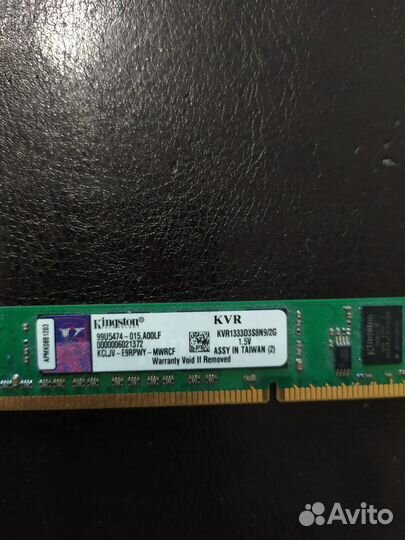 Kingston
KVR
99U5474-015.A00LF
KVR1333D3S8N9/2G
0000006021372
1.5V
KCLJV-E9RPWY-MWRCF
ASSY IN TAIWAN (2)
Warranty Void If Removed
Kingston
Avito